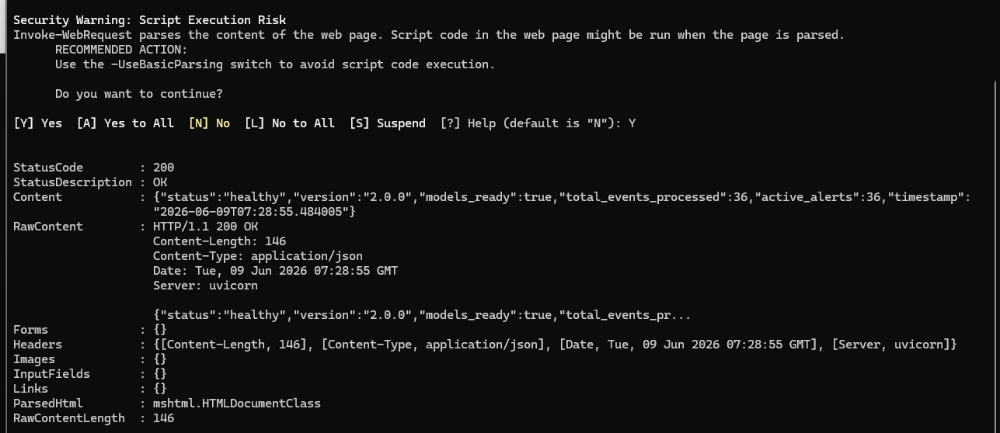 Security Warning: Script Execution Risk
Invoke-WebRequest parses the content of the web page. Script code in the web page might be run when the page is parsed.
      RECOMMENDED ACTION:
      Use the -UseBasicParsing switch to avoid script code execution.

      Do you want to continue?

[Y] Yes  [A] Yes to All  [N] No  [L] No to All  [S] Suspend  [?] Help (default is "N"): Y


StatusCode        : 200
StatusDescription : OK
Content           : {"status":"healthy","version":"2.0.0","models_ready":true,"total_events_processed":36,"active_alerts":36,"timestamp":
                    "2026-06-09T07:28:55.484005"}
RawContent        : HTTP/1.1 200 OK
                    Content-Length: 146
                    Content-Type: application/json
                    Date: Tue, 09 Jun 2026 07:28:55 GMT
                    Server: uvicorn

                    {"status":"healthy","version":"2.0.0","models_ready":true,"total_events_pr...
Forms             : {}
Headers           : {[Content-Length, 146], [Content-Type, application/json], [Date, Tue, 09 Jun 2026 07:28:55 GMT], [Server, uvicorn]}
Images            : {}
InputFields       : {}
Links             : {}
ParsedHtml        : mshtml.HTMLDocumentClass
RawContentLength  : 146